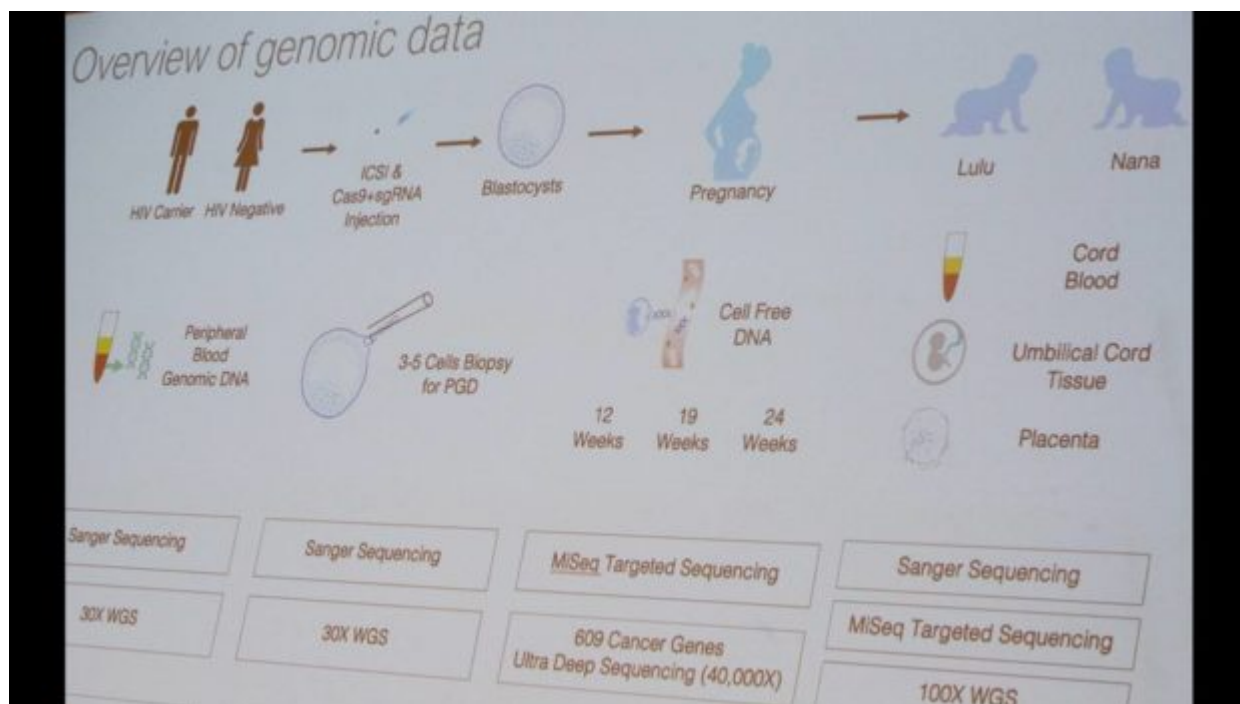 Overview of genomic data
HIV Carrier
HIV Negative
ICSI &
Cas9+sgRNA
Injection
Blastocysts
Pregnancy
Lulu
Nana
Peripheral
Blood
Genomic DNA
3-5 Cells Biopsy
for PGD
Cell Free
DNA
12
Weeks
19
Weeks
24
Weeks
Cord
Blood
Umbilical Cord
Tissue
Placenta
Sanger Sequencing
30X WGS
Sanger Sequencing
30X WGS
MiSeq Targeted Sequencing
609 Cancer Genes
Ultra Deep Sequencing (40,000X)
Sanger Sequencing
MiSeq Targeted Sequencing
100X WGS